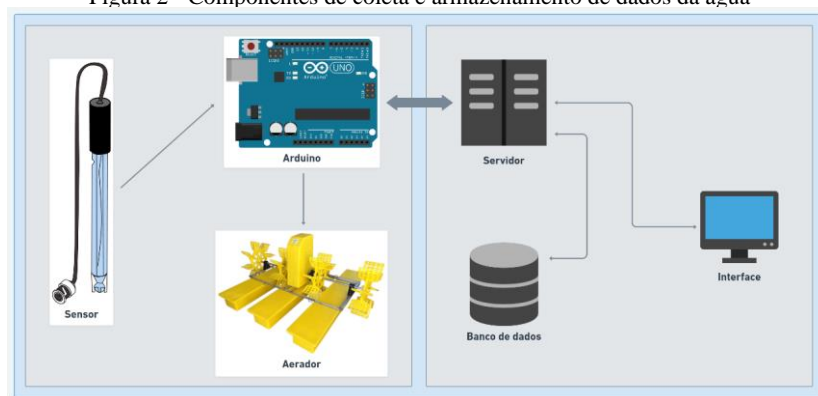 Figura 2 - Componentes de coleta e armazenamento de dados da água
UNO
ARDUINO
Arduino
Servidor
Sensor
Interface
Banco de dados
Aerador